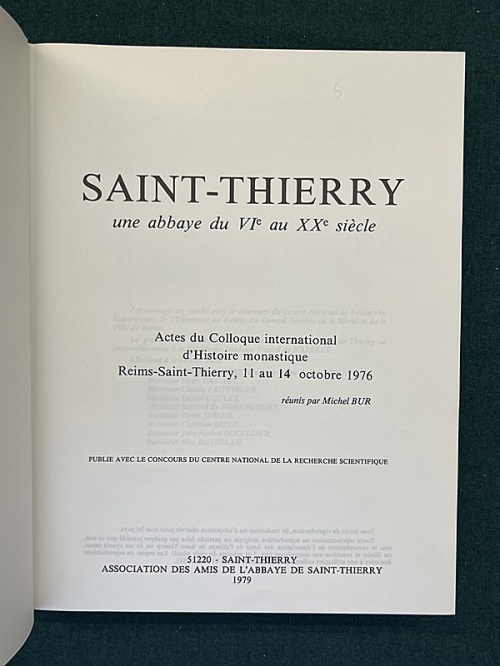 SAINT-THIERRY
une abbaye du VIe au XXe siècle
Actes du Colloque international
d'Histoire monastique
Reims-Saint-Thierry, 11 au 14 octobre 1976
réunis par Michel BUR
PUBLIE AVEC LE CONCOURS DU CENTRE NATIONAL DE LA RECHERCHE SCIENTIFIQUE
51220 - SAINT-THIERRY
ASSOCIATION DES AMIS DE L'ABBAYE DE SAINT-THIERRY
1979